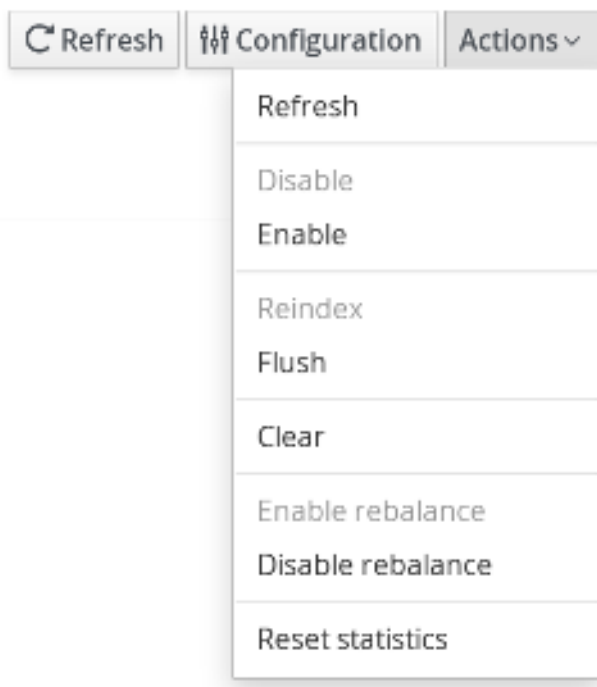 Refresh Configuration Actions
Refresh
Disable
Enable
Reindex
Flush
Clear
Enable rebalance
Disable rebalance
Reset statistics